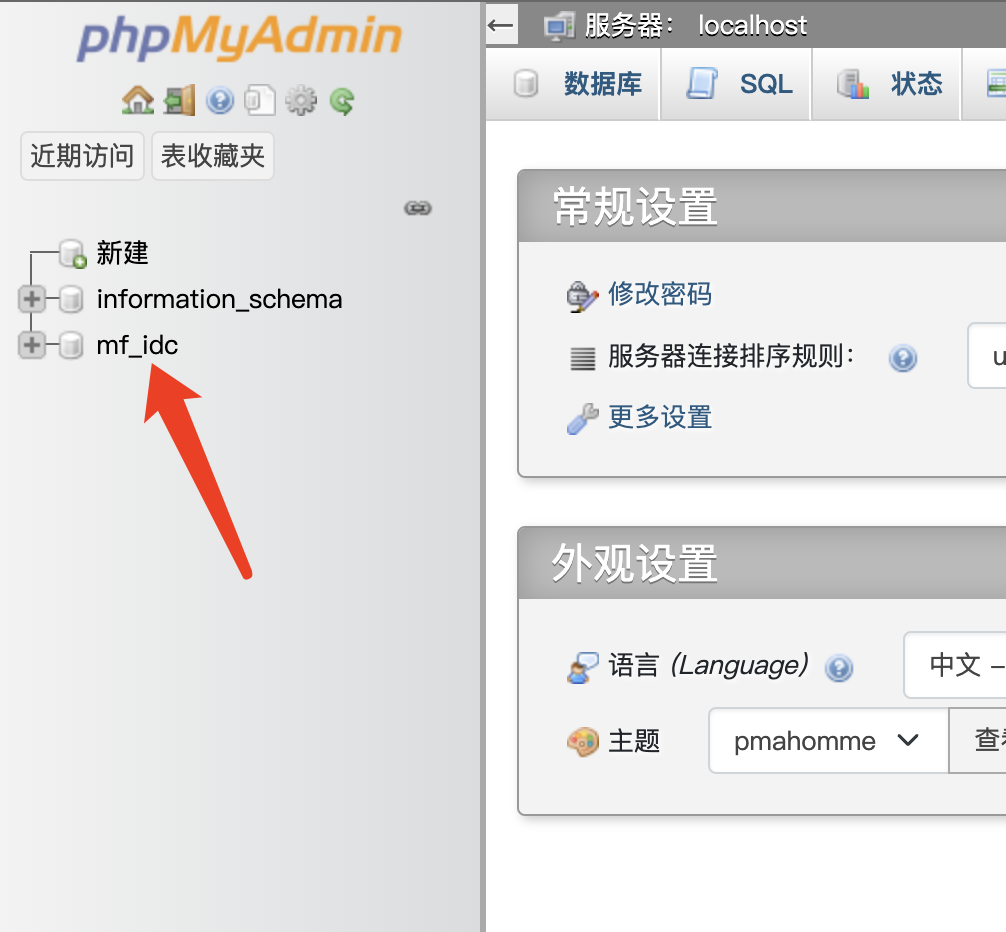 phpMyAdmin
近期访问 表收藏夹
新建
information_schema
mf_idc
服务器： localhost
数据库 SQL 状态
常规设置
修改密码
服务器连接排序规则：
更多设置
外观设置
语言 (Language) 中文 –
主题 pmahomme